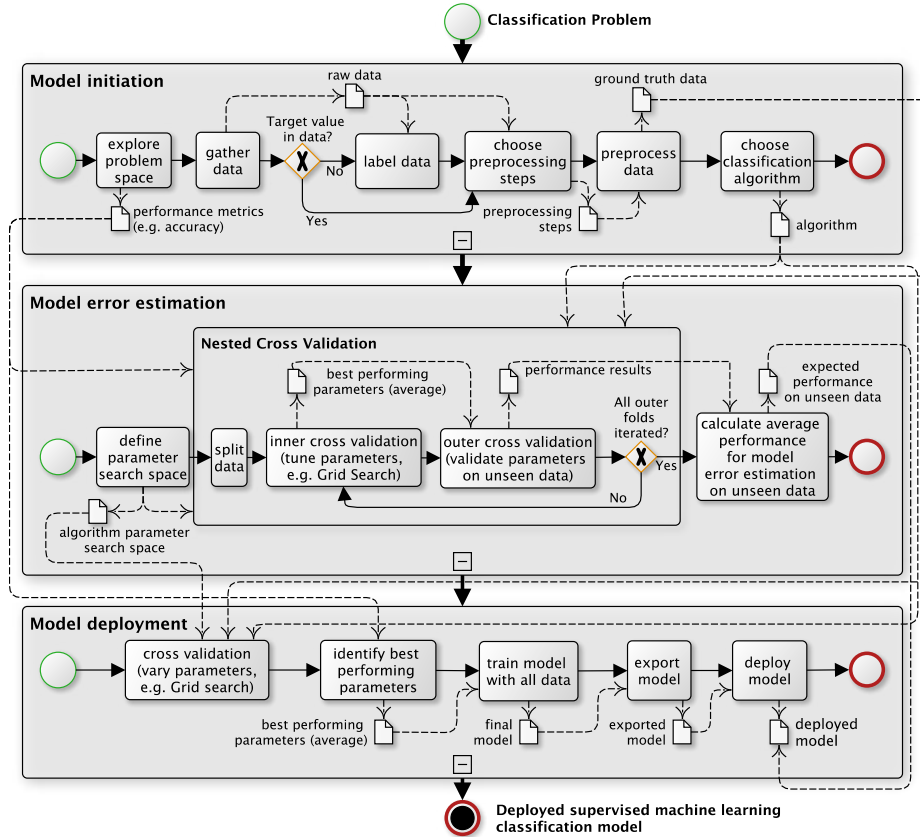 Classification Problem
Model initiation
raw data
ground truth data
Target value
in data?
explore
problem
space
gather
data
No
label data
choose
preprocessing
steps
preprocess
data
choose
classification
algorithm
performance metrics
(e.g. accuracy)
Yes
preprocessing
steps
algorithm
Model error estimation
Nested Cross Validation
best performing
parameters (average)
performance results
expected
performance
on unseen data
All outer
folds
iterated?
define
parameter
search space
split
data
inner cross validation
(tune parameters,
e.g. Grid Search)
outer cross validation
(validate parameters
on unseen data)
Yes
calculate average
performance
for model
error estimation
on unseen data
No
algorithm parameter
search space
Model deployment
cross validation
(vary parameters,
e.g. Grid search)
identify best
performing
parameters
train model
with all data
export
model
deploy
model
best performing
parameters (average)
final
model
exported
model
deployed
model
Deployed supervised machine learning
classification model